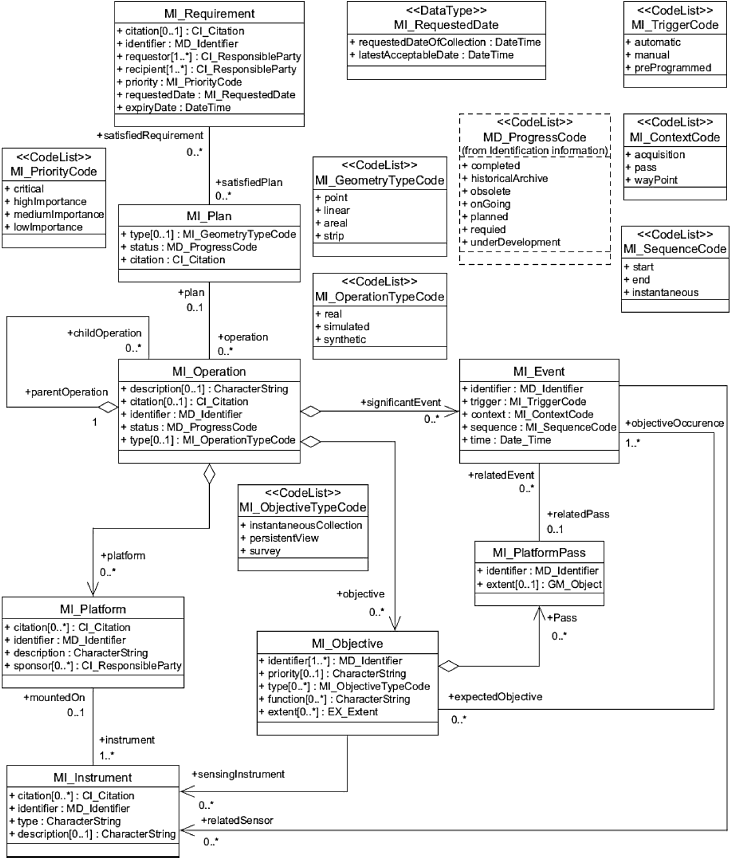 MI_Requirement
+ citation[0..1] : CI_Citation
+ identifier : MD_Identifier
+ requestor[1..*] : CI_ResponsibleParty
+ recipient[1..*] : CI_ResponsibleParty
+ priority : MI_PriorityCode
+ requestedDate : MI_RequestedDate
+ expiryDate : DateTime
<<DataType>>
MI_RequestedDate
+ requestedDateOfCollection : DateTime
+ latestAcceptableDate : DateTime
<<CodeList>>
MI_TriggerCode
+ automatic
+ manual
+ preProgrammed
+satisfiedRequirement
0..*
+satisfiedPlan
0..*
<<CodeList>>
MI_PriorityCode
+ critical
+ highImportance
+ mediumImportance
+ lowImportance
<<CodeList>>
MI_GeometryTypeCode
+ point
+ linear
+ areal
+ strip
<<CodeList>>
MD_ProgressCode
(from Identification information)
+ completed
+ historicalArchive
+ obsolete
+ onGoing
+ planned
+ requied
+ underDevelopment
<<CodeList>>
MI_ContextCode
+ acquisition
+ pass
+ wayPoint
MI_Plan
+ type[0..1] : MI_GeometryTypeCode
+ status : MD_ProgressCode
+ citation : CI_Citation
<<CodeList>>
MI_SequenceCode
+ start
+ end
+ instantaneous
<<CodeList>>
MI_OperationTypeCode
+ real
+ simulated
+ synthetic
+plan
0..1
+operation
0..*
+childOperation
0..*
+parentOperation
1
MI_Operation
+ description[0..1] : CharacterString
+ citation[0..1] : CI_Citation
+ identifier : MD_Identifier
+ status : MD_ProgressCode
+ type[0..1] : MI_OperationTypeCode
+significantEvent
0..*
MI_Event
+ identifier : MD_Identifier
+ trigger : MI_TriggerCode
+ context : MI_ContextCode
+ sequence : MI_SequenceCode
+ time : Date_Time
+objectiveOccurence
1..*
+relatedEvent
0..*
+relatedPass
0..1
<<CodeList>>
MI_ObjectiveTypeCode
+ instantaneousCollection
+ persistentView
+ survey
MI_PlatformPass
+ identifier : MD_Identifier
+ extent[0..1] : GM_Object
+platform
0..*
+objective
0..*
+Pass
0..*
MI_Platform
+ citation[0..*] : CI_Citation
+ identifier : MD_Identifier
+ description : CharacterString
+ sponsor[0..*] : CI_ResponsibleParty
MI_Objective
+ identifier[1..*] : MD_Identifier
+ priority[0..1] : CharacterString
+ type[0..*] : MI_ObjectiveTypeCode
+ function[0..*] : CharacterString
+ extent[0..*] : EX_Extent
+expectedObjective
0..*
+mountedOn
0..1
+instrument
1..*
MI_Instrument
+ citation[0..*] : CI_Citation
+ identifier : MD_Identifier
+ type : CharacterString
+ description[0..1] : CharacterString
+sensingInstrument
0..*
+relatedSensor
0..*